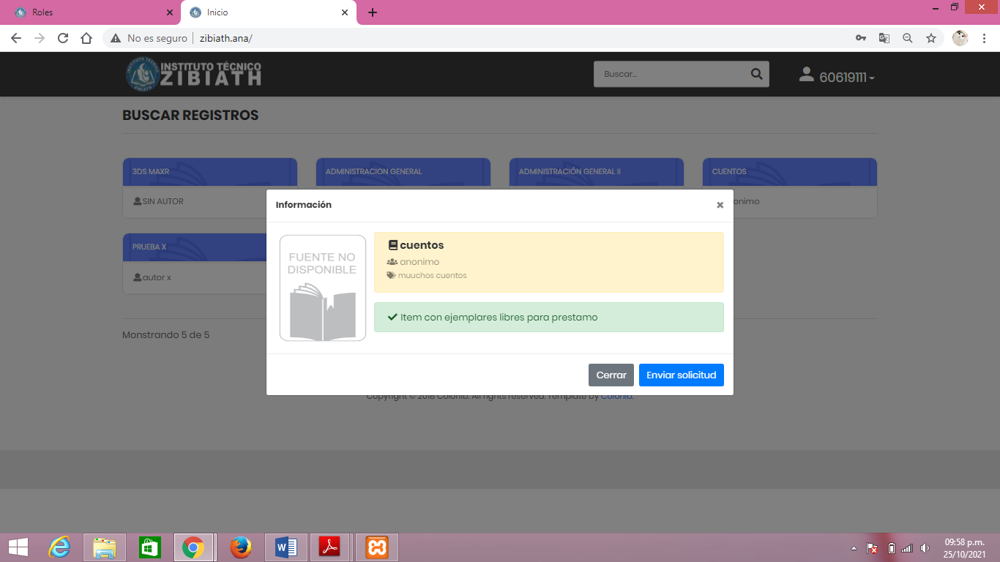 Roles
Inicio
No es seguro
zibiath.ana/
INSTITUTO TÉCNICO
ZIBIATH
Buscar...
60619111
BUSCAR REGISTROS
3DS MAXR
ADMINISTRACION GENERAL
ADMINISTRACIÓN GENERAL II
CUENTOS
SIN AUTOR
onimo
PRUEBA X
autor x
Información
×
FUENTE NO
DISPONIBLE
cuentos
anonimo
muuchos cuentos
Item con ejemplares libres para prestamo
Cerrar
Enviar solicitud
Monstrando 5 de 5
Copyright © 2018 Colorlib. All rights reserved. Template by Colorlib.
09:58 p.m.
25/10/2021